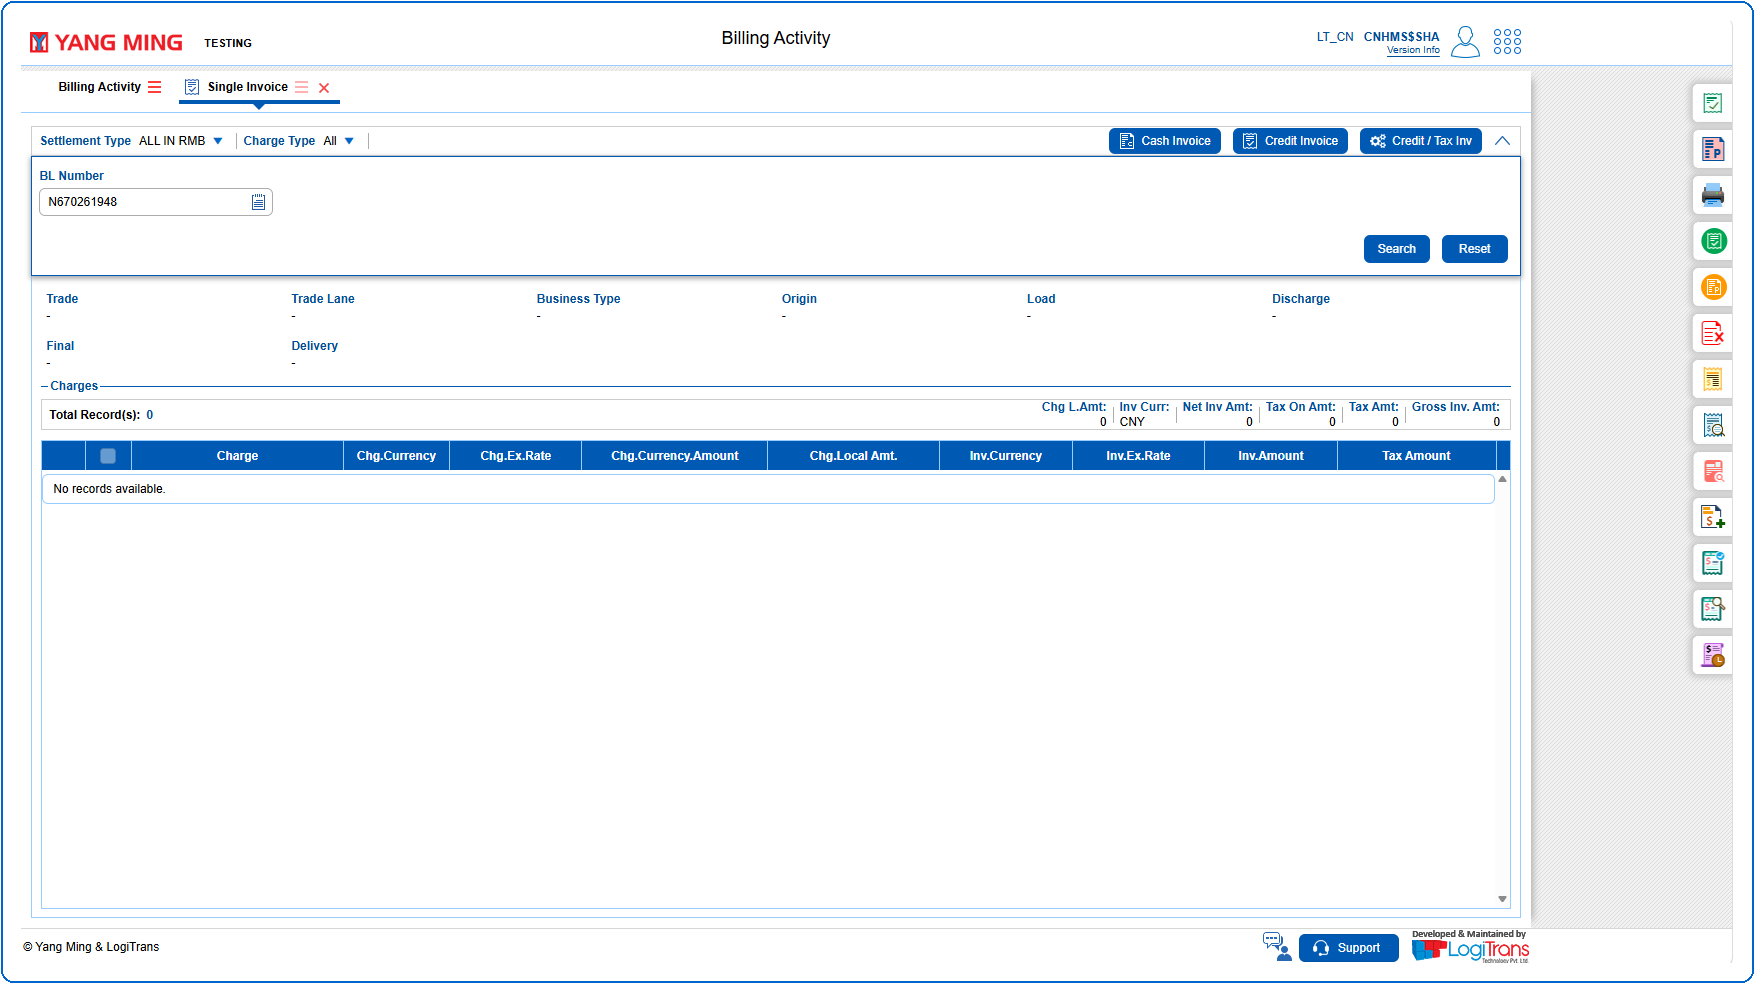 YANG MING TESTING
Billing Activity
LT_CN CNHMS$SHA
Version Info
Billing Activity
Single Invoice
Settlement Type ALL IN RMB
Charge Type All
Cash Invoice
Credit Invoice
Credit / Tax Inv
BL Number
N670261948
Search
Reset
Trade
-
Trade Lane
-
Business Type
-
Origin
-
Load
-
Discharge
-
Final
-
Delivery
-
Charges
Total Record(s): 0
Chg L.Amt:
0
Inv Curr:
CNY
Net Inv Amt:
0
Tax On Amt:
0
Tax Amt:
0
Gross Inv. Amt:
0
Charge Chg.Currency Chg.Ex.Rate Chg.Currency.Amount Chg.Local Amt. Inv.Currency Inv.Ex.Rate Inv.Amount Tax Amount
No records available.
© Yang Ming & LogiTrans
Support
Developed & Maintained by
LogiTrans
Technology Pvt. Ltd.